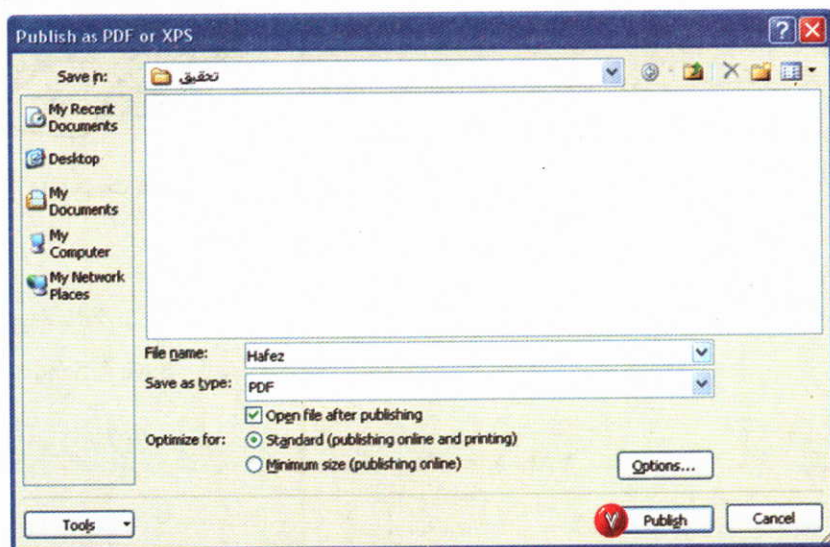 Publish as PDF or XPS
Save in: تحقیق
My Recent
Documents
Desktop
My
Documents
My
Computer
My Network
Places
File name: Hafez
Save as type: PDF
Open file after publishing
Optimize for: Standard (publishing online and printing)
Minimum size (publishing online)
Options...
Tools
۷ Publish Cancel